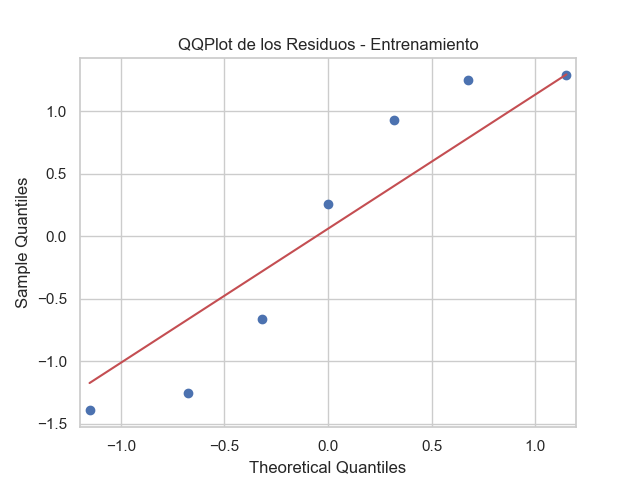 QQPlot de los Residuos - Entrenamiento
1.0
0.5
0.0
−0.5
−1.0
−1.5
Sample Quantiles
−1.0 −0.5 0.0 0.5 1.0
Theoretical Quantiles